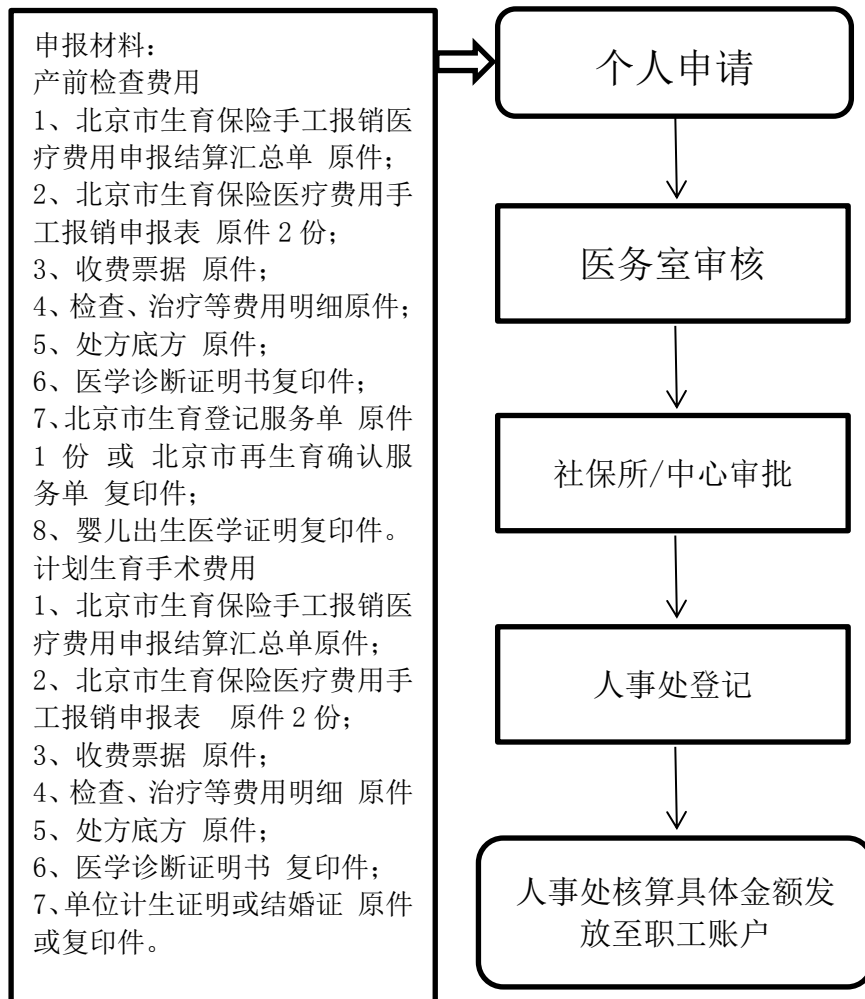 申报材料：
产前检查费用
1、北京市生育保险手工报销医
疗费用申报结算汇总单 原件；
2、北京市生育保险医疗费用手
工报销申报表 原件 2 份；
3、收费票据 原件；
4、检查、治疗等费用明细原件；
5、处方底方 原件；
6、医学诊断证明书复印件；
7、北京市生育登记服务单 原件
1 份 或 北京市再生育确认服
务单 复印件；
8、婴儿出生医学证明复印件。
计划生育手术费用
1、北京市生育保险手工报销医
疗费用申报结算汇总单原件；
2、北京市生育保险医疗费用手
工报销申报表 原件 2 份；
3、收费票据 原件；
4、检查、治疗等费用明细 原件
5、处方底方 原件；
6、医学诊断证明书 复印件；
7、单位计生证明或结婚证 原件
或复印件。
个人申请
医务室审核
社保所/中心审批
人事处登记
人事处核算具体金额发
放至职工账户